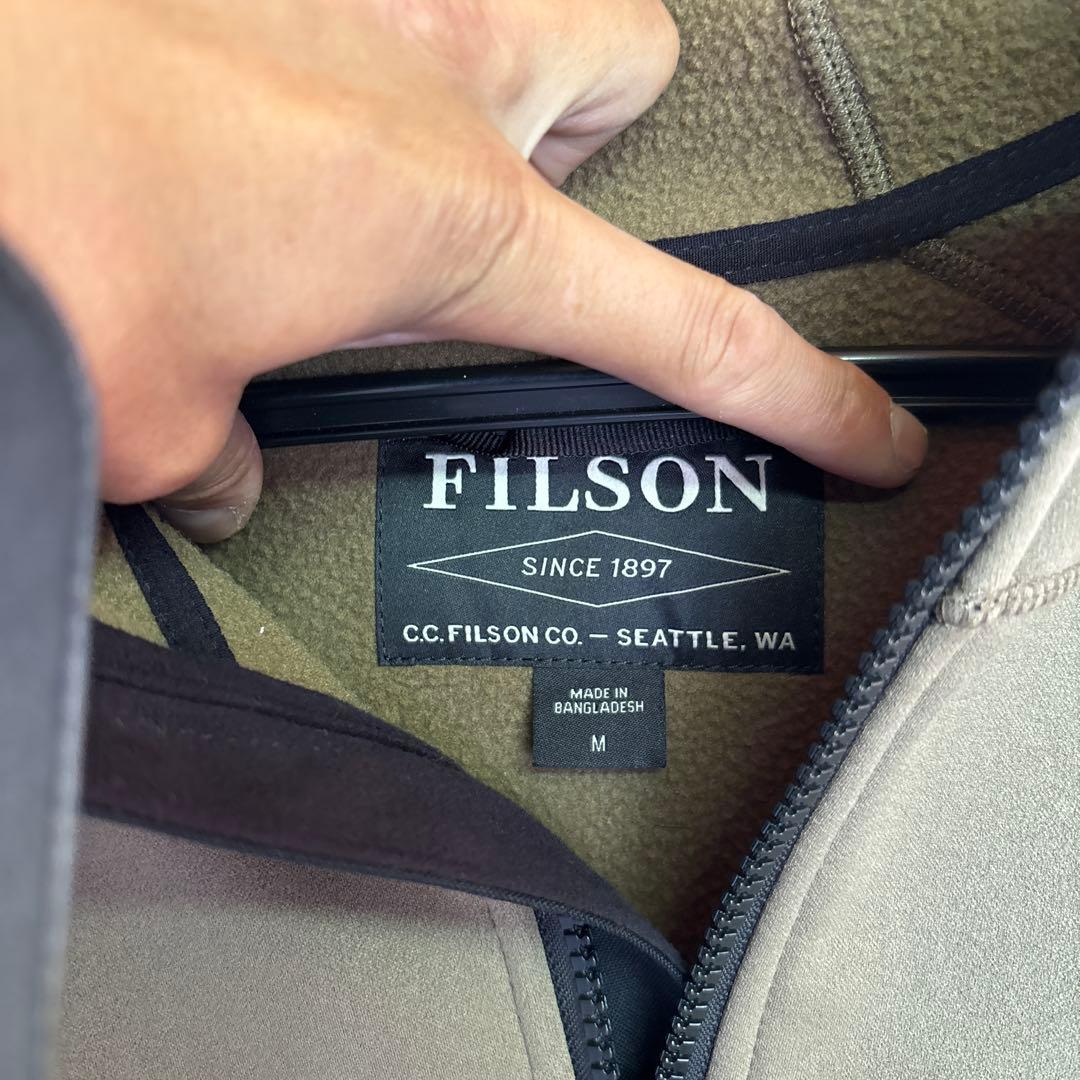 FILSON
SINCE 1897
C.C. FILSON CO. — SEATTLE, WA
MADE IN
BANGLADESH
M